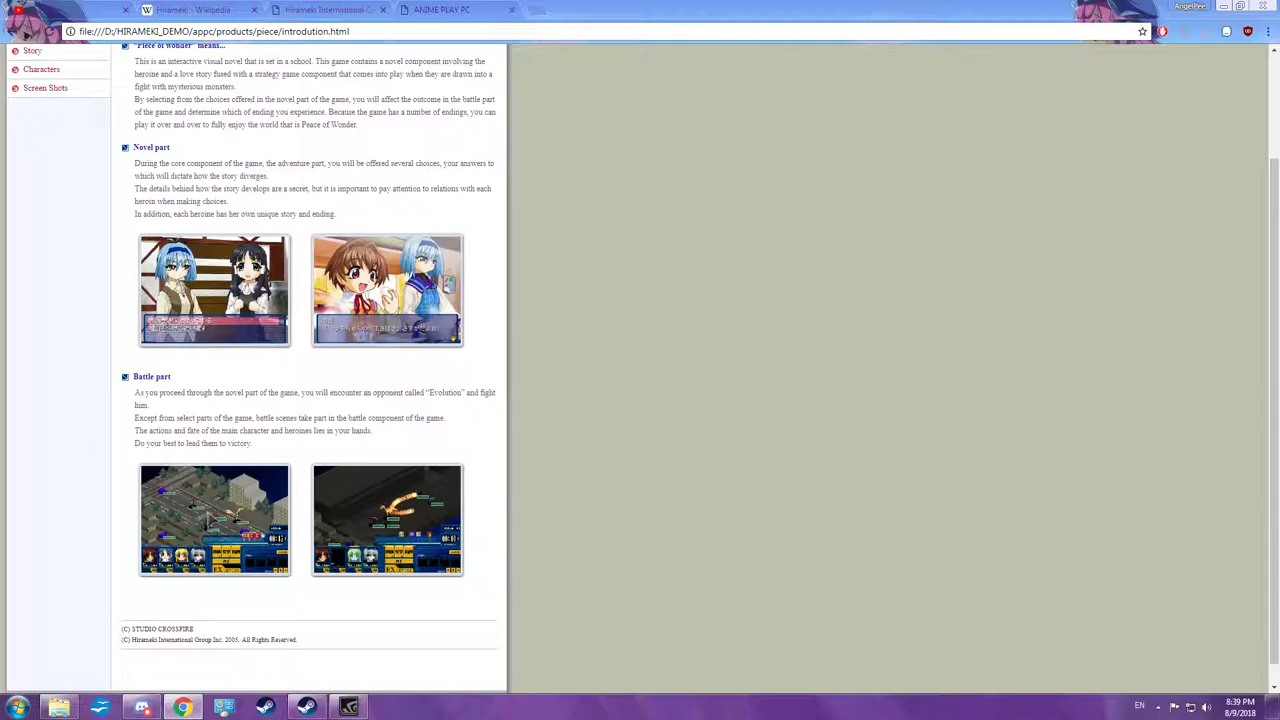 Hirameki - Wikipedia
Hirameki International G
ANIME PLAY PC
Angelee
file:///D:/HIRAMEKI_DEMO/appc/products/piece/introdution.html
Story
Characters
Screen Shots
"Piece of wonder" means...
This is an interactive visual novel that is set in a school. This game contains a novel component involving the
heroine and a love story fused with a strategy game component that comes into play when they are drawn into a
fight with mysterious monsters.
By selecting from the choices offered in the novel part of the game, you will affect the outcome in the battle part
of the game and determine which of ending you experience. Because the game has a number of endings, you can
play it over and over to fully enjoy the world that is Peace of Wonder.
Novel part
During the core component of the game, the adventure part, you will be offered several choices, your answers to
which will dictate how the story diverges.
The details behind how the story develops are a secret, but it is important to pay attention to relations with each
heroin when making choices.
In addition, each heroine has her own unique story and ending.
Battle part
As you proceed through the novel part of the game, you will encounter an opponent called “Evolution” and fight
him.
Except from select parts of the game, battle scenes take part in the battle component of the game.
The actions and fate of the main character and heroines lies in your hands.
Do your best to lead them to victory.
(C) STUDIO CROSSFIRE
(C) Hirameki International Group Inc. 2005. All Rights Reserved.
EN
8:39 PM
8/9/2018